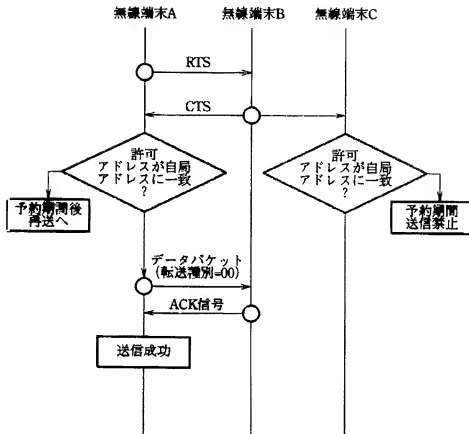 無線端末A 無線端末B 無線端末C
RTS
CTS
許可
アドレスが自局
アドレスに一致
?
許可
アドレスが自局
アドレスに一致
?
予約期間後
再送へ
予約期間
送信禁止
データパケット
(転送種別=00)
ACK信号
送信成功